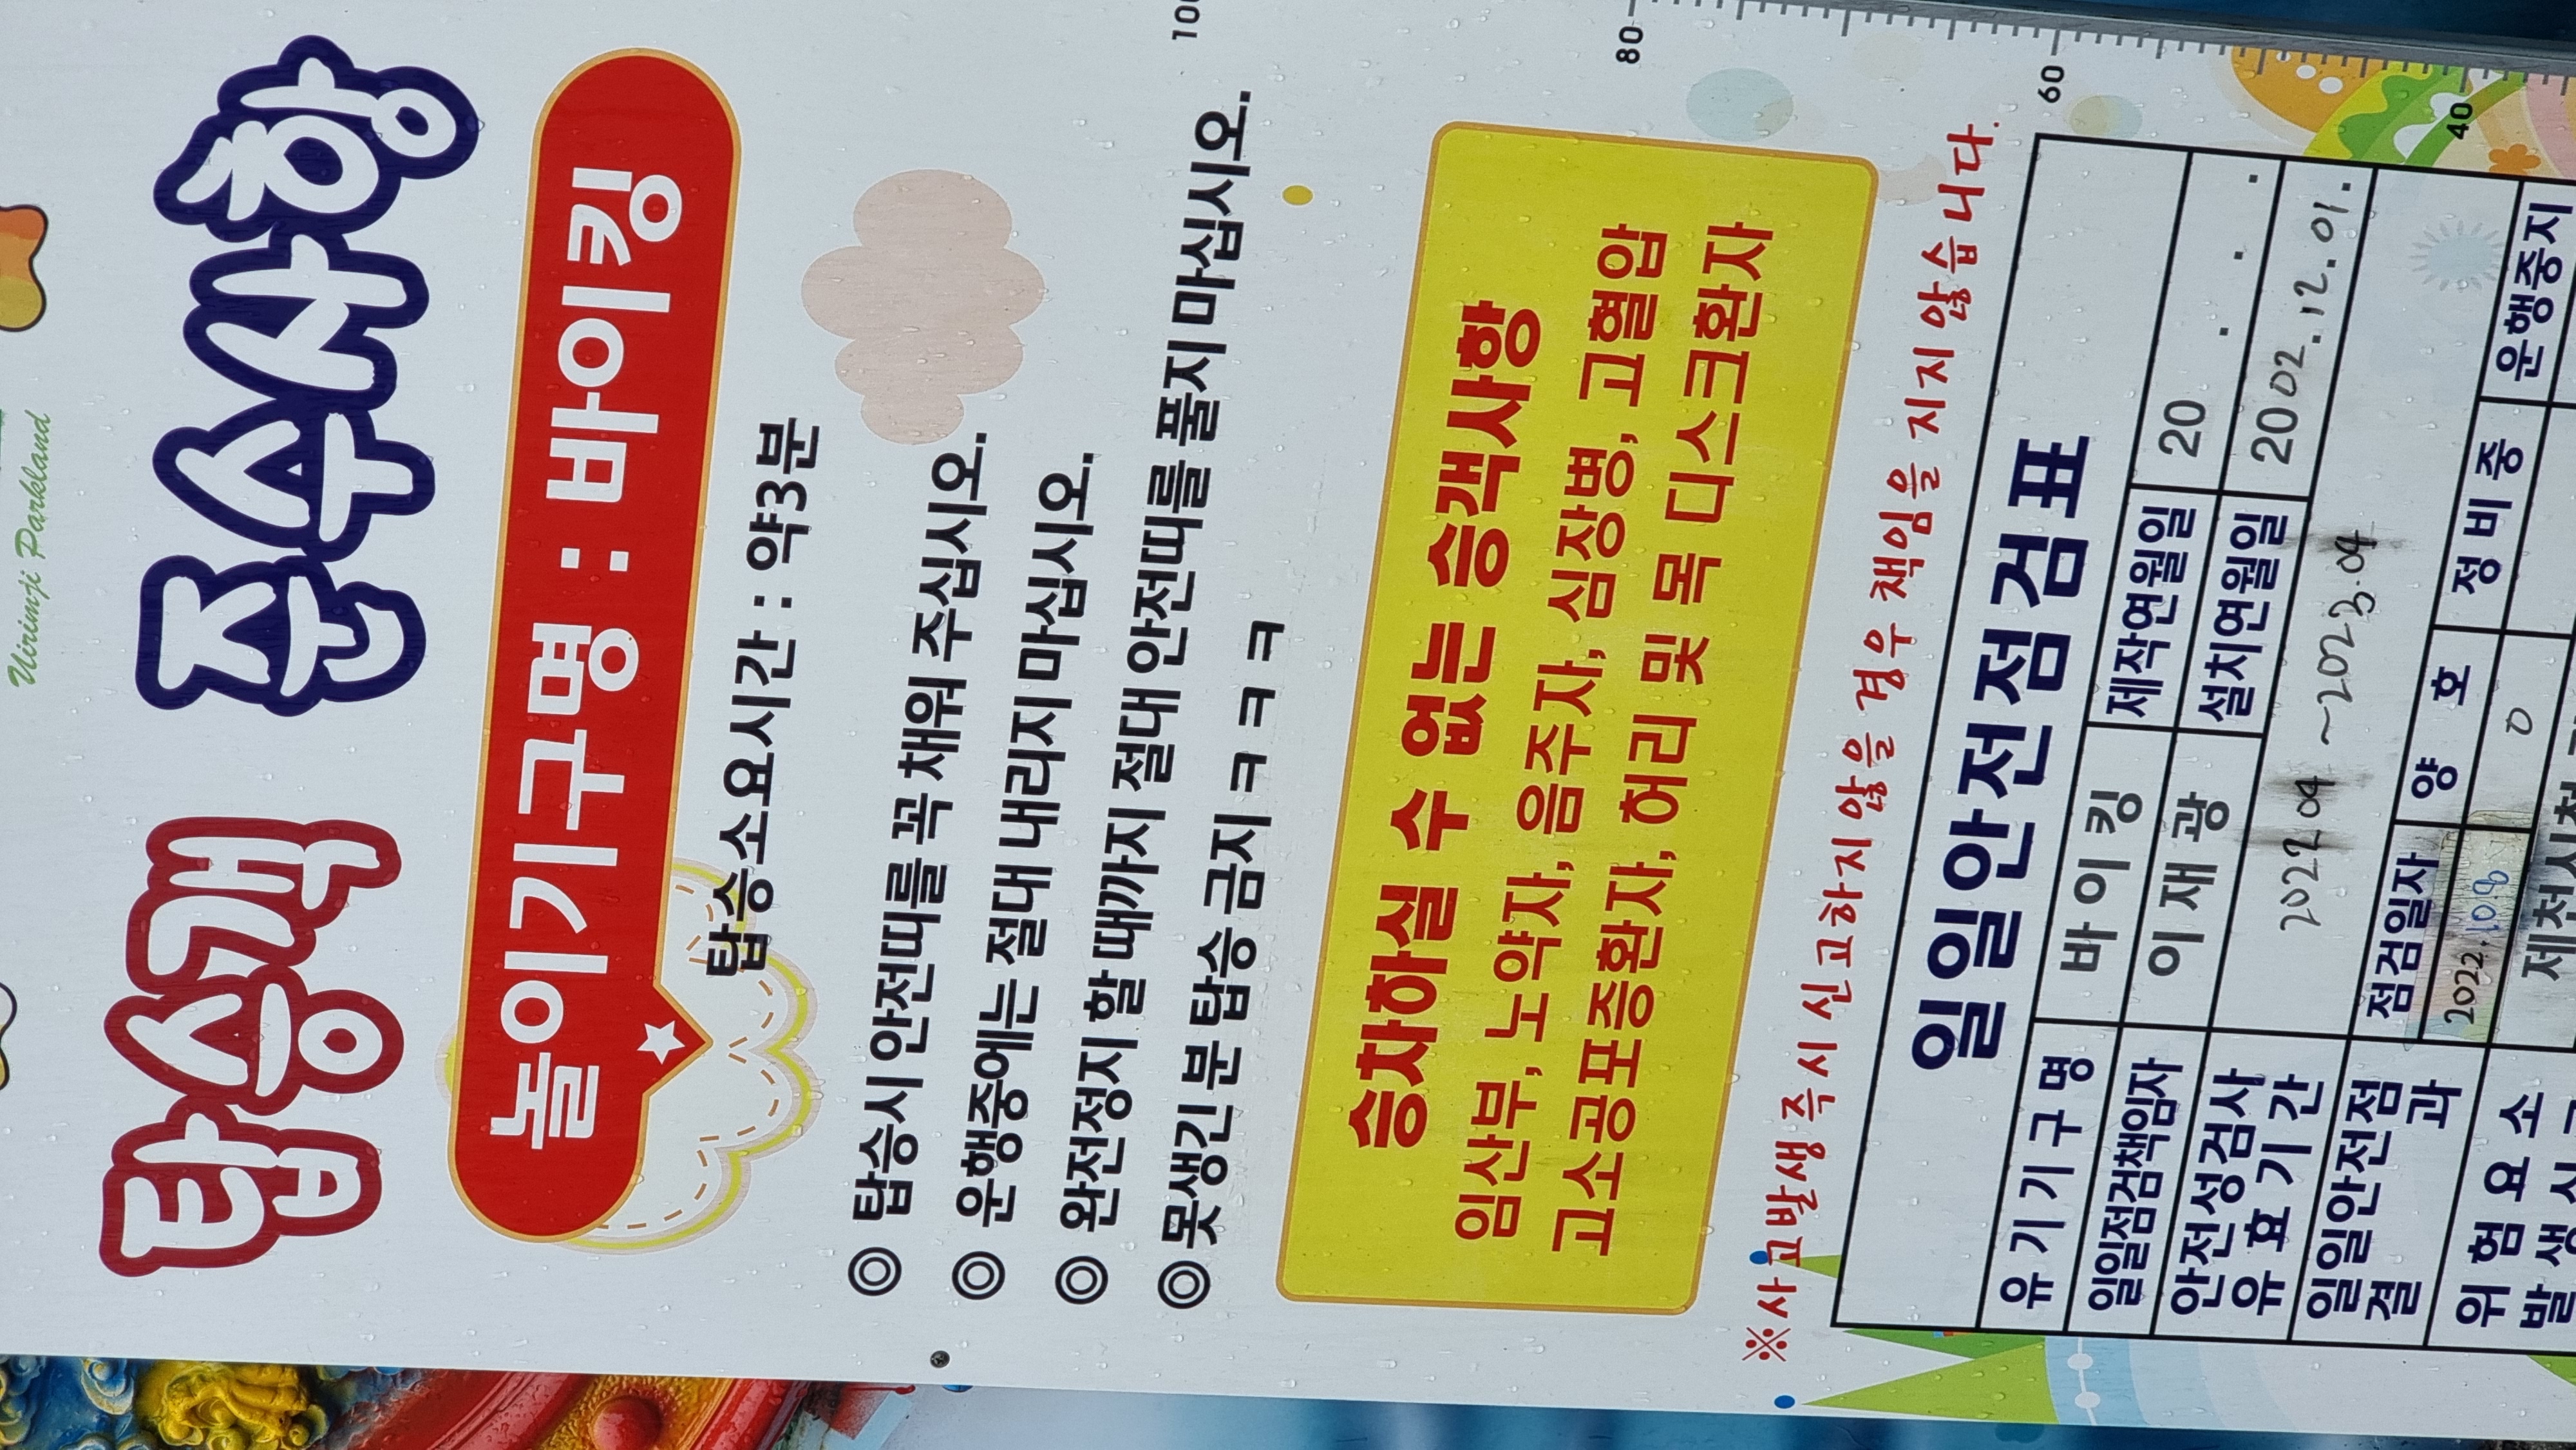 Uirimji Parkland
탑승객 준수사항
놀이기구명 : 바이킹
탑승소요시간 : 약3분
◎ 탑승시 안전띠를 꼭 채워 주십시오.
◎ 운행중에는 절대 내리지 마십시오.
◎ 완전정지 할 때까지 절대 안전띠를 풀지 마십시오.
◎ 못생긴 분 탑승 금지 ㅋ ㅋ ㅋ
승차하실 수 없는 승객사항
임산부, 노약자, 음주자, 심장병, 고혈압
고소공포증환자, 허리 및 목 디스크환자
※사고발생 즉시 신고하지 않을 경우 책임을 지지 않습니다.
일일안전점검표
유기기구명 바이킹 제작연월일 20 . . .
일일점검책임자 이재광 설치연월일 2002.12.01.
안전성검사
유효기간 2022 04 ~2023.04
일일안전점
결 과
점검일자 양 호 정비중 운행중지
2022.10.8 O
위험요소
제천시청
100
80
60
40